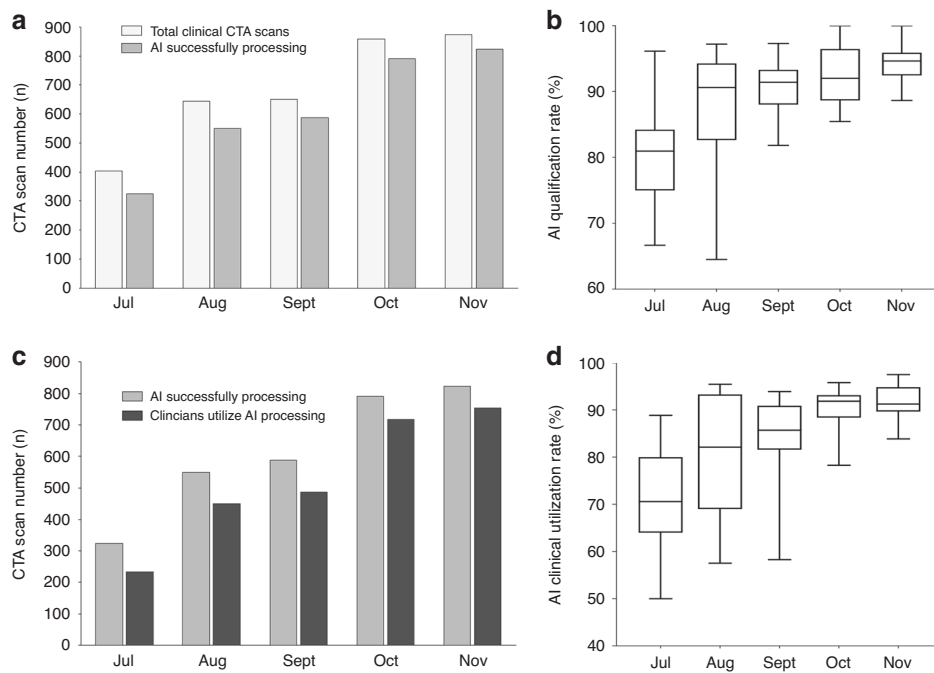 a
Total clinical CTA scans
AI successfully processing
CTA scan number (n)
900
800
700
600
500
400
300
200
100
0
Jul Aug Sept Oct Nov
b
AI qualification rate (%)
100
90
80
70
60
Jul Aug Sept Oct Nov
c
AI successfully processing
Clincians utilize AI processing
CTA scan number (n)
900
800
700
600
500
400
300
200
100
0
Jul Aug Sept Oct Nov
d
AI clinical utilization rate (%)
100
90
80
70
60
50
40
Jul Aug Sept Oct Nov